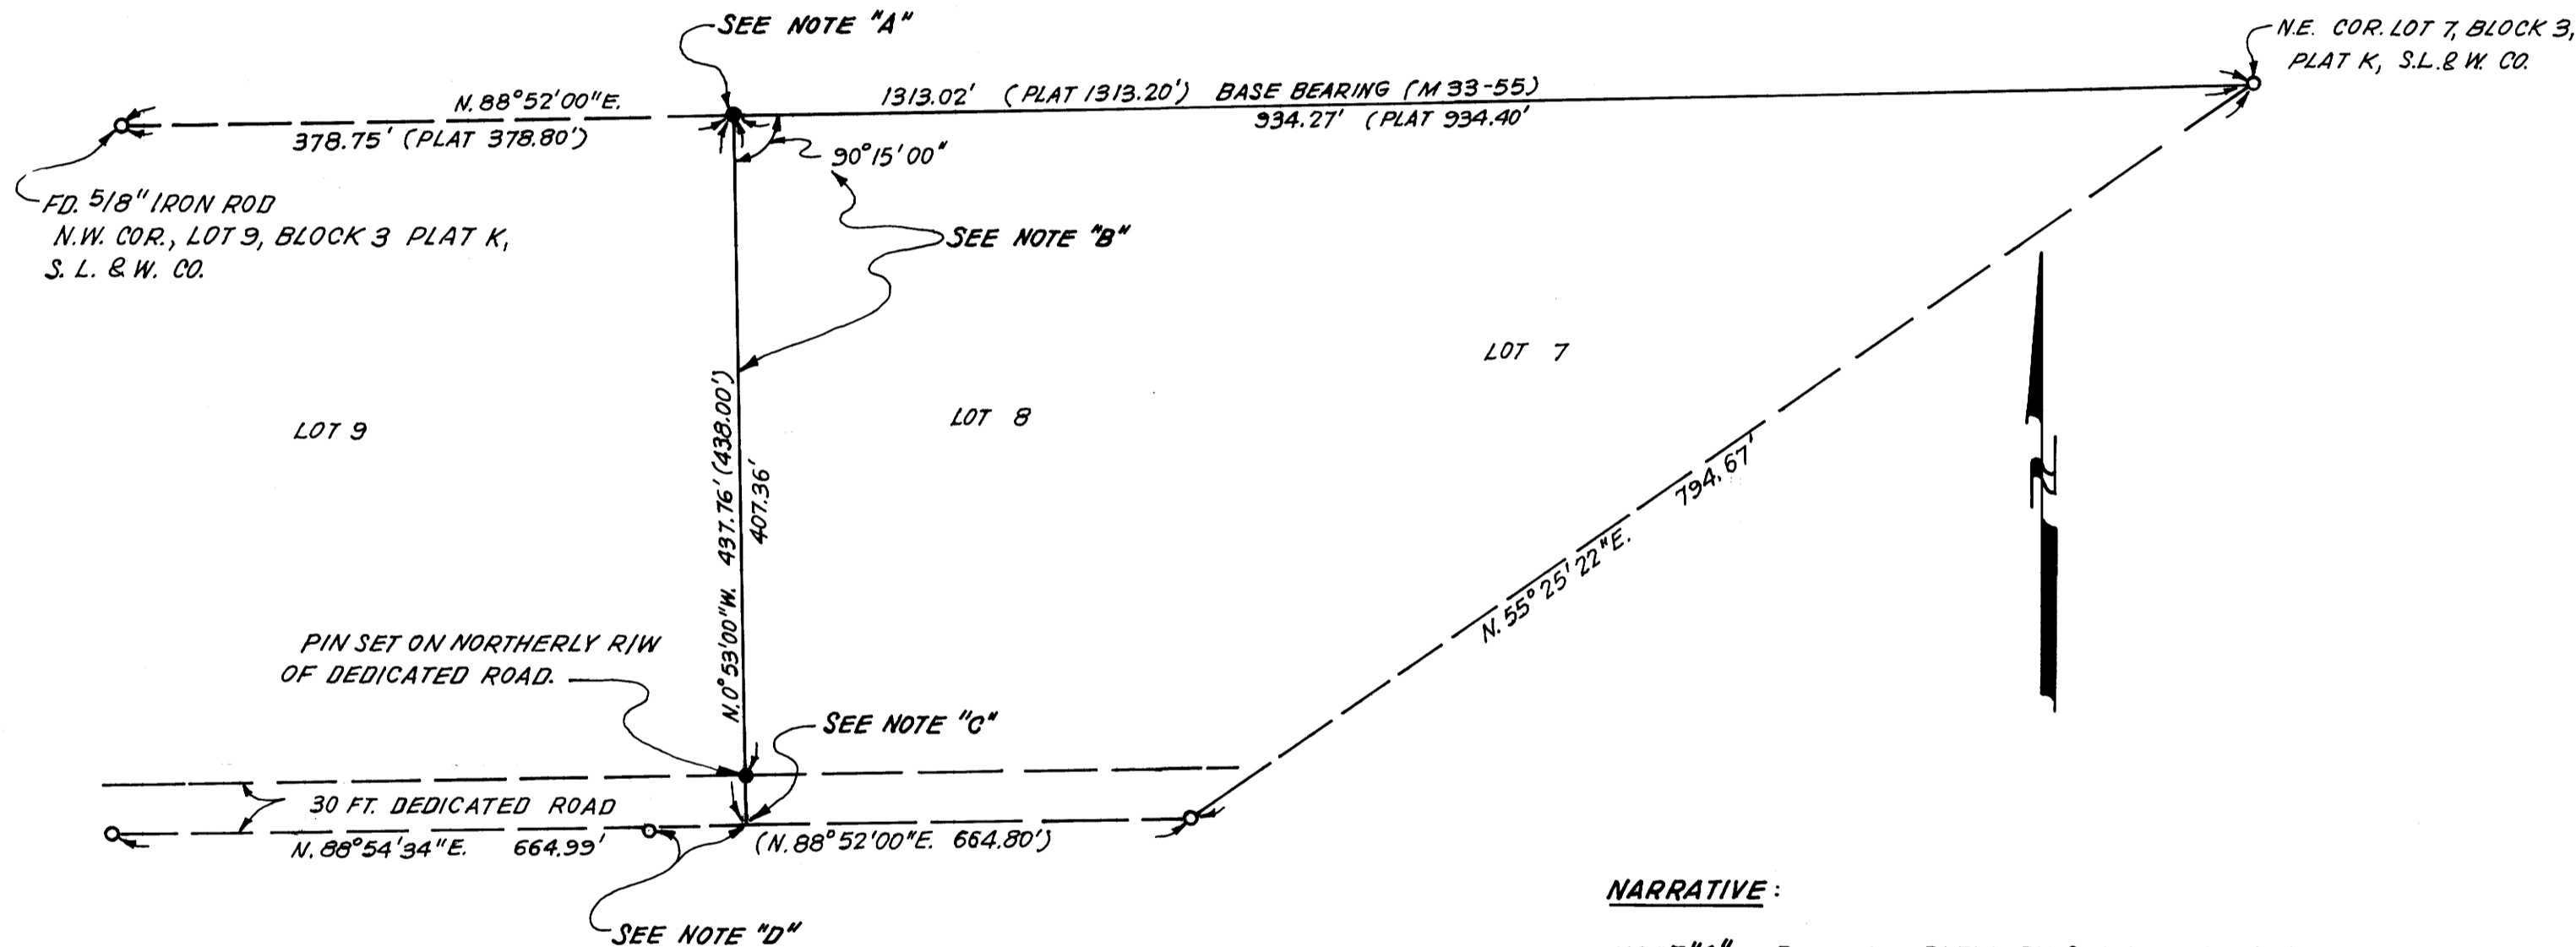 SEE NOTE "A"
N.E. COR. LOT 7, BLOCK 3,
PLAT K, S.L. & W. CO.
N. 88°52'00"E.
1313.02' (PLAT 1313.20') BASE BEARING (M 33-55)
378.75' (PLAT 378.80')
934.27' (PLAT 934.40'
90°15'00"
FD. 5/8" IRON ROD
N.W. COR., LOT 9, BLOCK 3 PLAT K,
S. L. & W. CO.
SEE NOTE "B"
LOT 7
LOT 9
LOT 8
N.0°53'00"W. 437.76' (438.00')
407.36'
N. 55°25'22"E. 794.67'
N
PIN SET ON NORTHERLY R/W
OF DEDICATED ROAD.
SEE NOTE "C"
30 FT. DEDICATED ROAD
N. 88°54'34"E. 664.99'
(N. 88°52'00"E. 664.80')
SEE NOTE "D"
NARRATIVE: